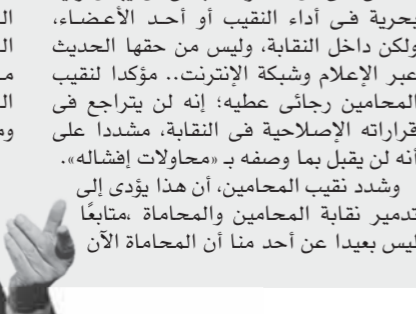 بحرية فى أداء النقيب أو أحد الأعضاء،
ولكن داخل النقابة، وليس من حقها الحديث
عبر الإعلام وشبكة الإنترنت.. مؤكدا لنقيب
المحامين رجائى عطيه؛ إنه لن يتراجع فى
قراراته الإصلاحية فى النقابة، مشددا على
أنه لن يقبل بما وصفه بـ «محاولات إفشاله».
وشدد نقيب المحامين، أن هذا يؤدى إلى
تدمير نقابة المحامين والمحاماة ،متابعًا
ليس بعيدا عن أحد منا أن المحاماة الآن